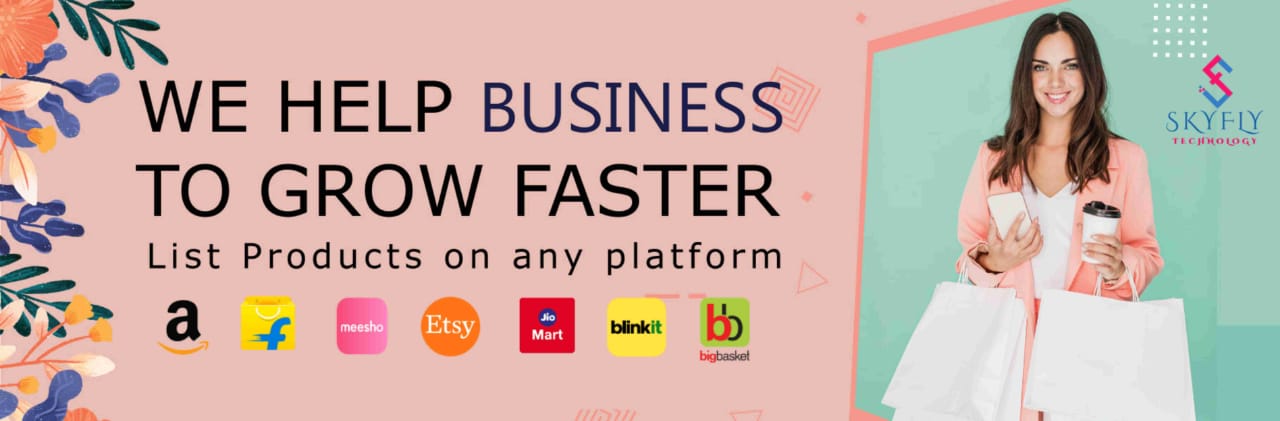 WE HELP BUSINESS
TO GROW FASTER
List Products on any platform
a
f
meesho
Etsy
Jio
Mart
blinkit
bb
bigbasket
SKYFLY
TECHNOLOGY